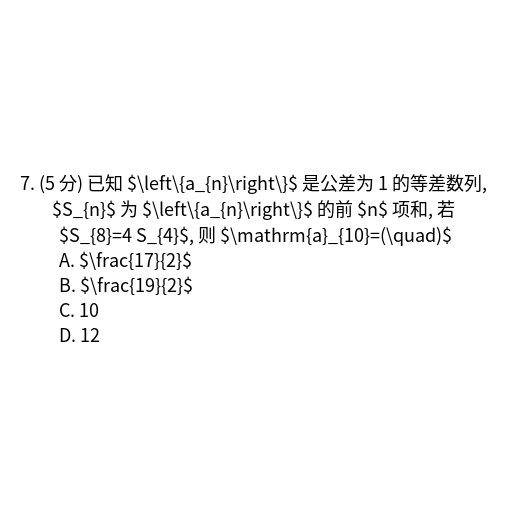 7. (5 分) 已知 $\left\{a_{n}\right\}$ 是公差为 1 的等差数列,
$S_{n}$ 为 $\left\{a_{n}\right\}$ 的前 $n$ 项和, 若
$S_{8}=4 S_{4}$, 则 $\mathrm{a}_{10}=(\quad)$
A. $\frac{17}{2}$
B. $\frac{19}{2}$
C. 10
D. 12